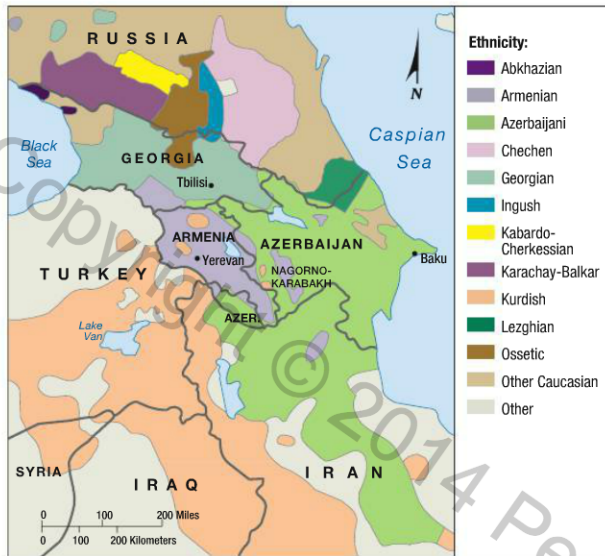 RUSSIA
Black
Sea
GEORGIA
Tbilisi
Caspian
Sea
ARMENIA
Yerevan
AZERBAIJAN
Baku
NAGORNO-
KARABAKH
TURKEY
AZER.
Lake
Van
SYRIA
IRAQ
IRAN
0 100 200 Miles
0 100 200 Kilometers
N
Ethnicity:
Abkhazian
Armenian
Azerbaijani
Chechen
Georgian
Ingush
Kabardo-
Cherkessian
Karachay-Balkar
Kurdish
Lezghian
Ossetic
Other Caucasian
Other
Copyright © 2014 Pe